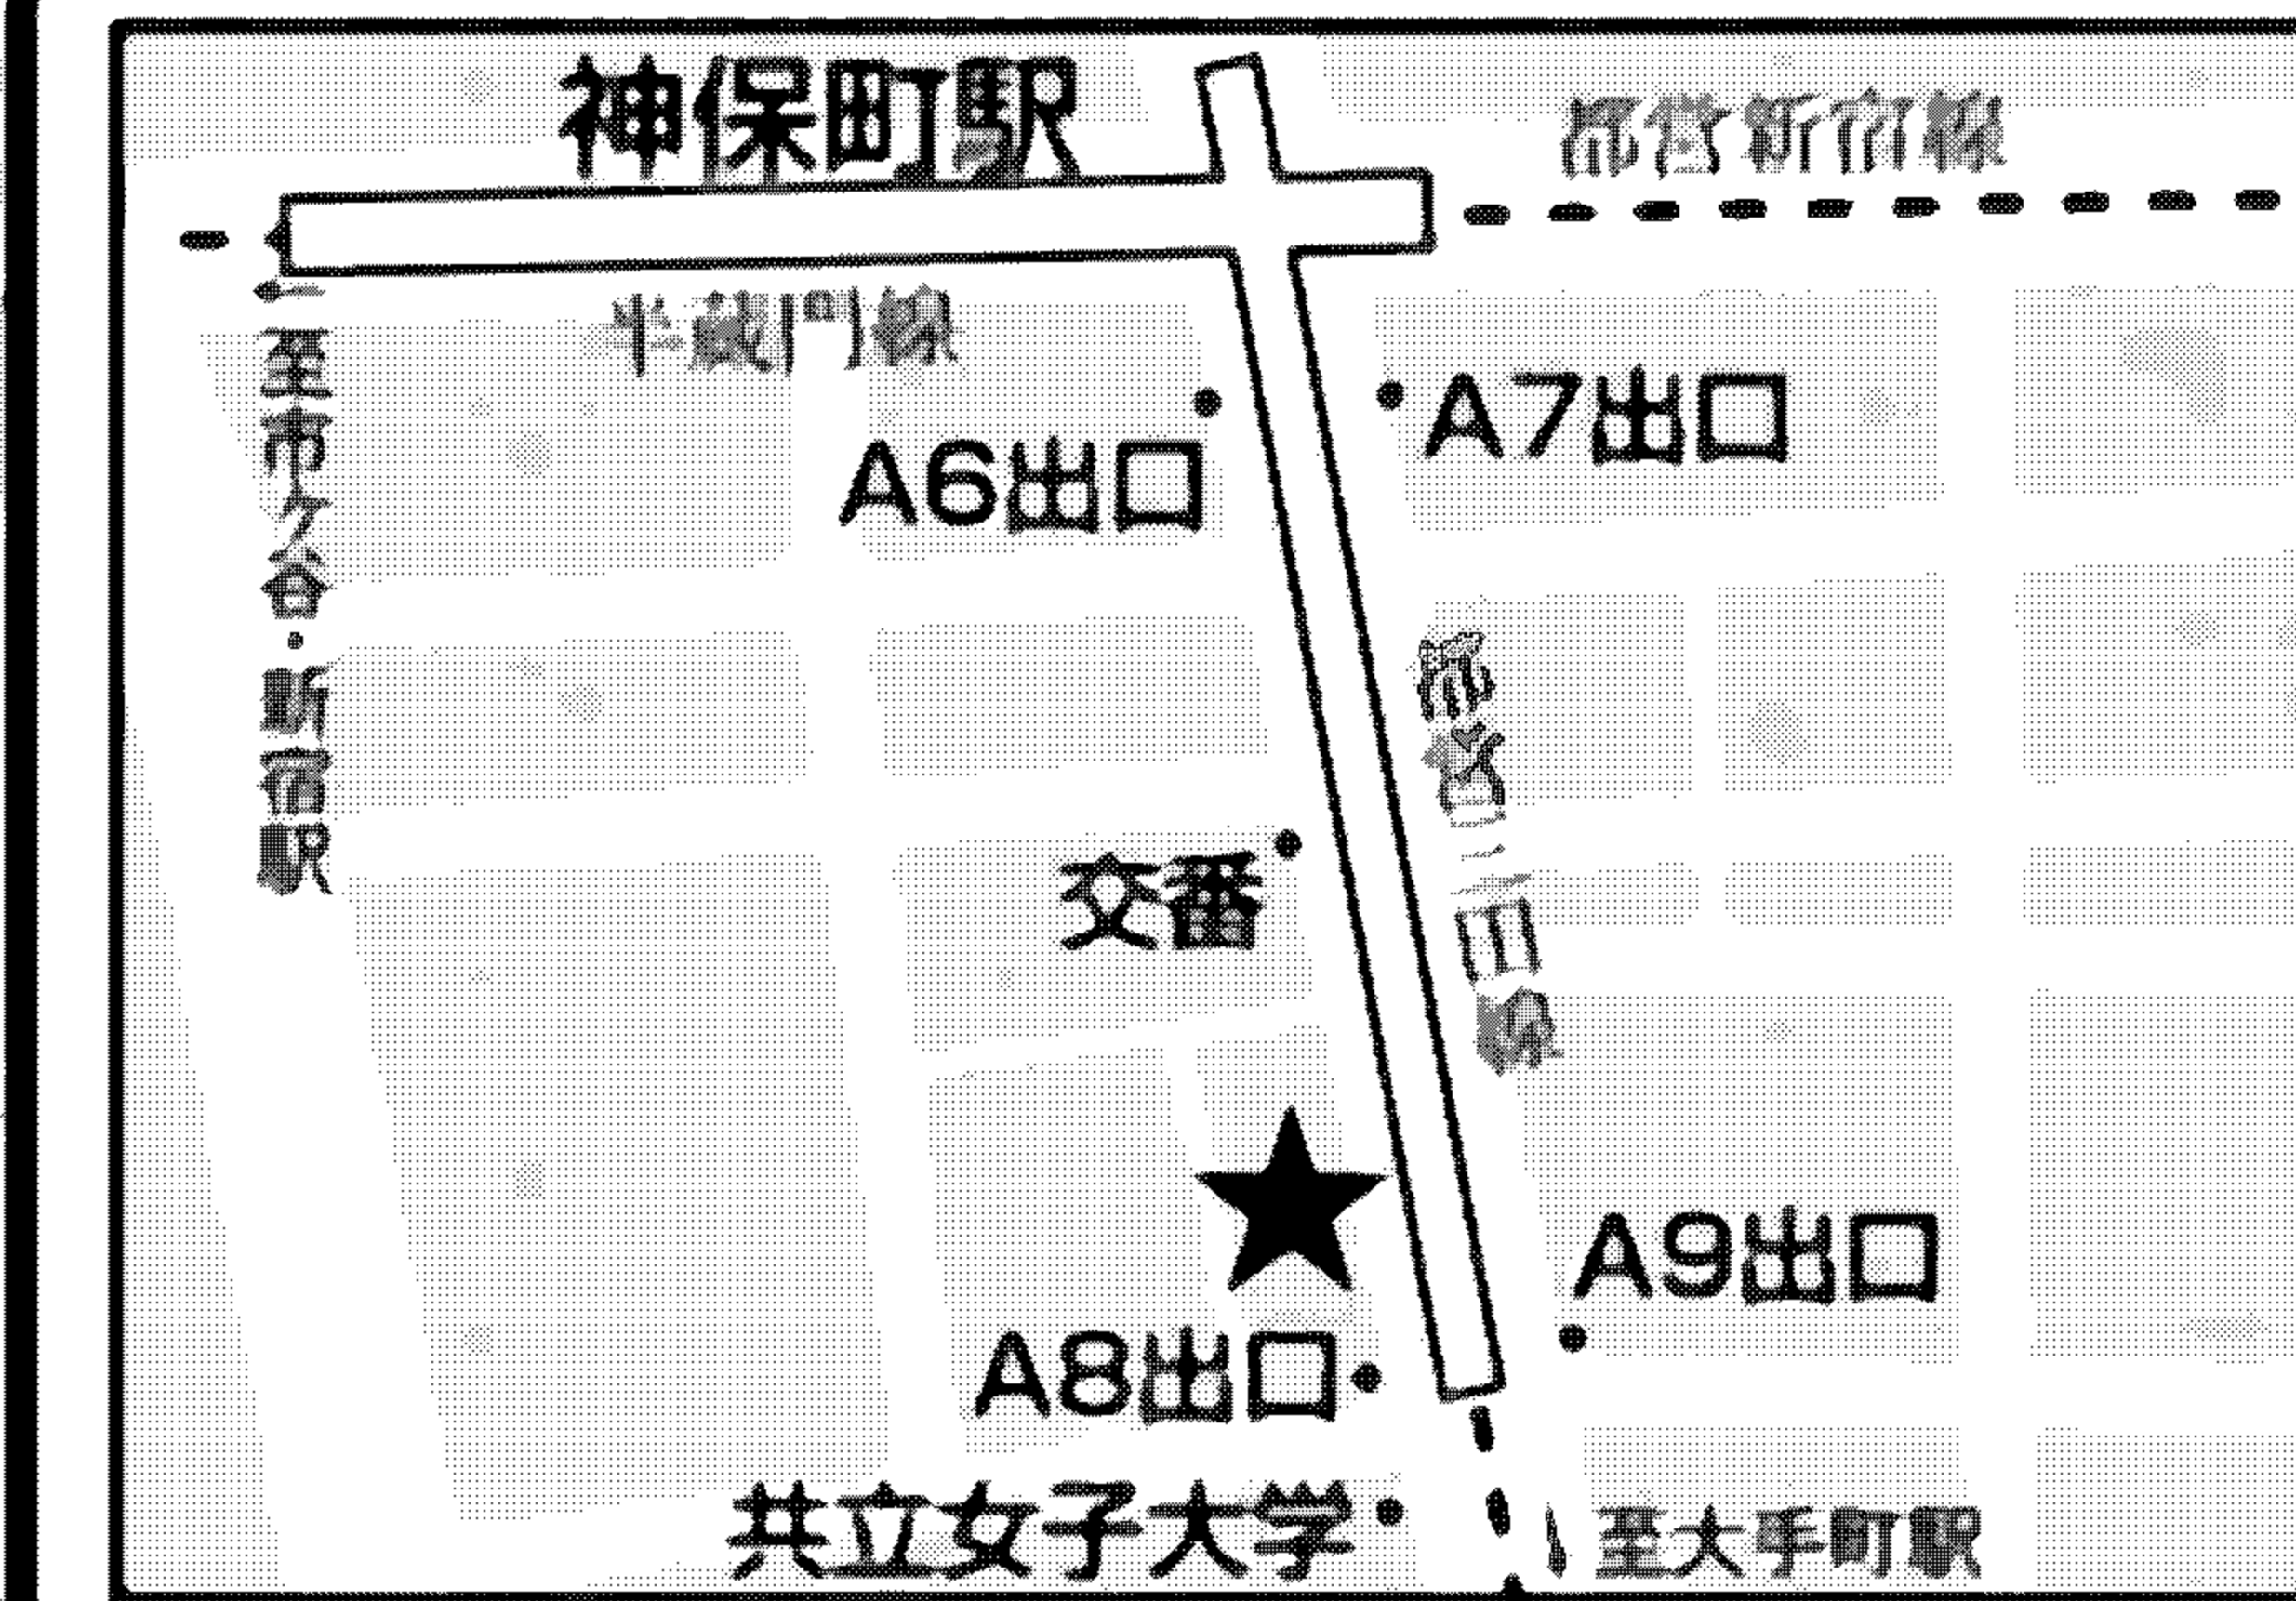 神保町駅
都営新宿線
半蔵門線
至市ケ谷・新宿駅
A7出口
A6出口
都営三田線
交番
A9出口
A8出口
共立女子大学
至大手町駅